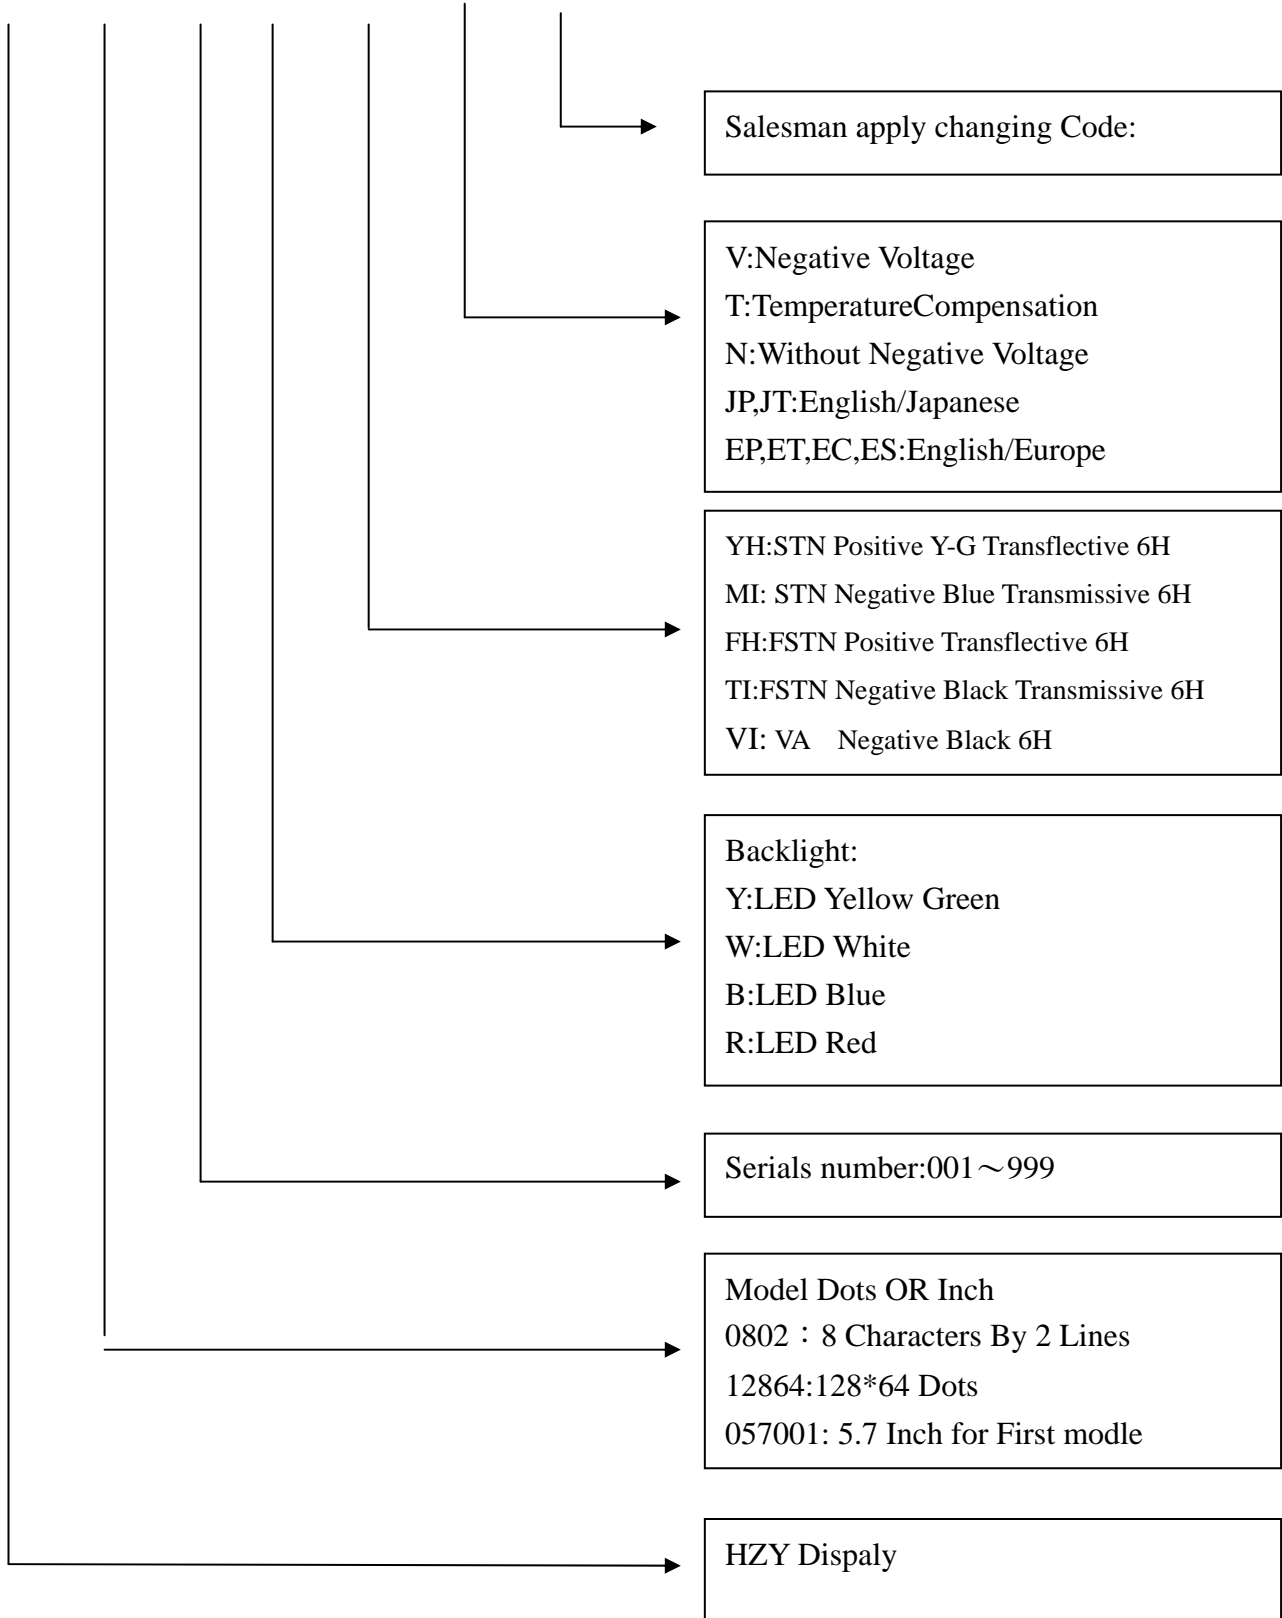 Salesman apply changing Code:
V:Negative Voltage
T:TemperatureCompensation
N:Without Negative Voltage
JP,JT:English/Japanese
EP,ET,EC,ES:English/Europe
YH:STN Positive Y-G Transflective 6H
MI: STN Negative Blue Transmissive 6H
FH:FSTN Positive Transflective 6H
TI:FSTN Negative Black Transmissive 6H
VI: VA Negative Black 6H
Backlight:
Y:LED Yellow Green
W:LED White
B:LED Blue
R:LED Red
Serials number:001～999
Model Dots OR Inch
0802：8 Characters By 2 Lines
12864:128*64 Dots
057001: 5.7 Inch for First modle
HZY Dispaly